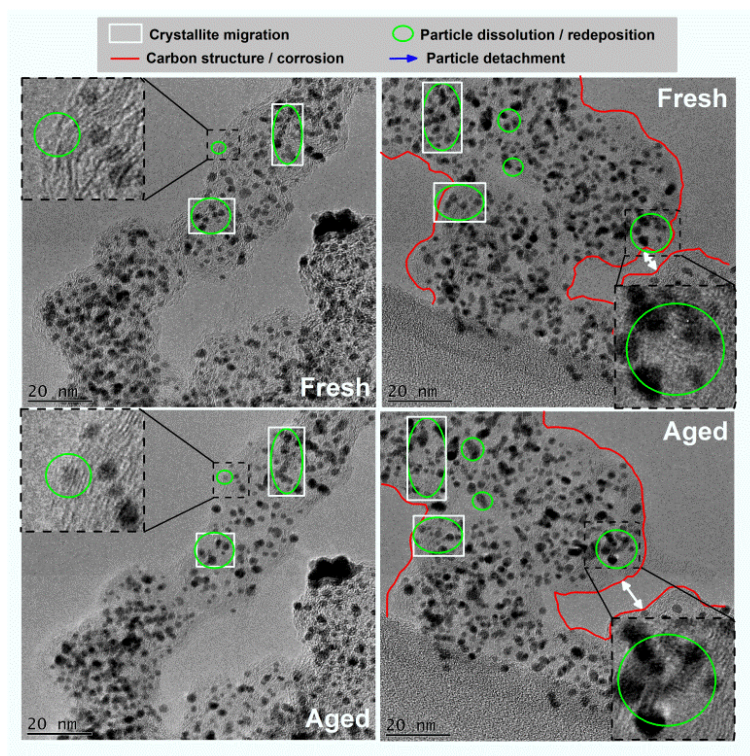 Crystallite migration
Particle dissolution / redeposition
Carbon structure / corrosion
Particle detachment
Fresh
20 nm
Fresh
20 nm
Aged
20 nm
Aged
20 nm